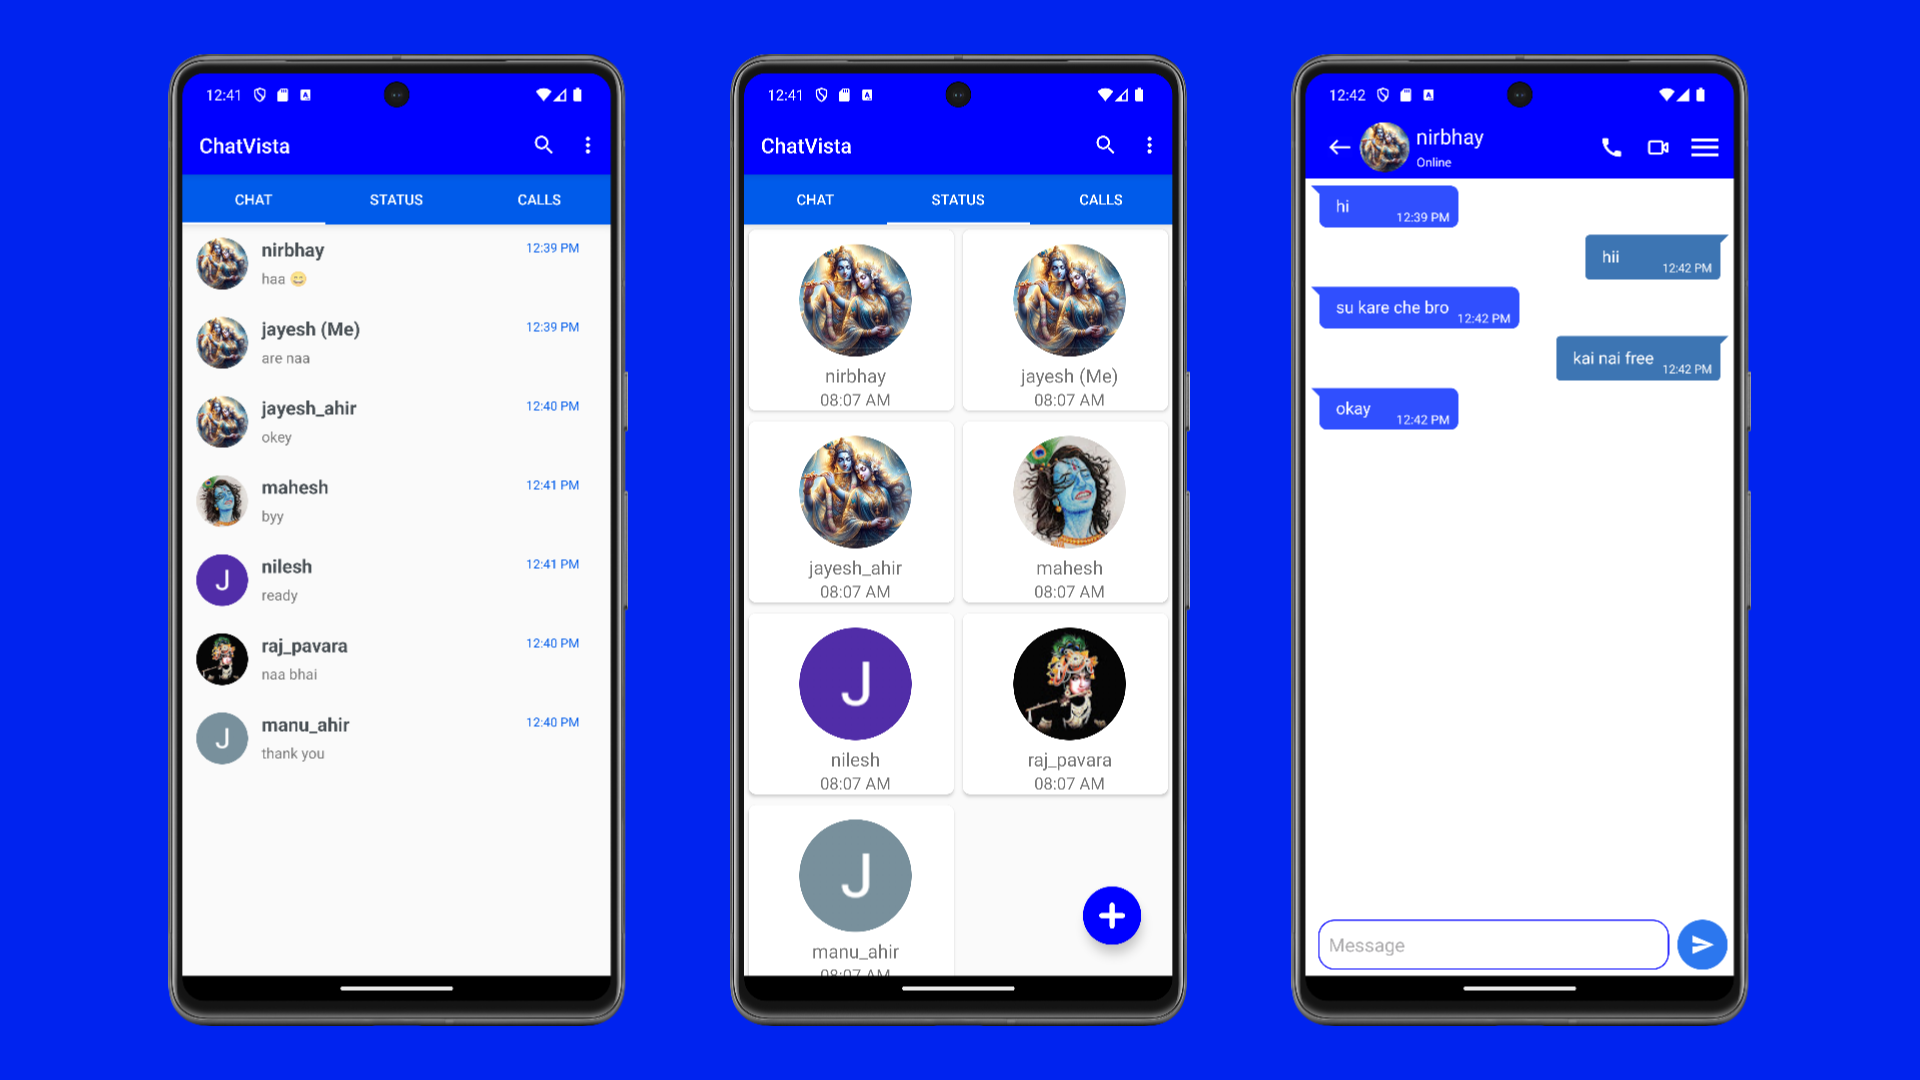 12:41
ChatVista
CHAT STATUS CALLS
nirbhay 12:39 PM
haa 😄
jayesh (Me) 12:39 PM
are naa
jayesh_ahir 12:40 PM
okey
mahesh 12:41 PM
byy
J nilesh 12:41 PM
ready
raj_pavara 12:40 PM
naa bhai
J manu_ahir 12:40 PM
thank you
12:41
ChatVista
CHAT STATUS CALLS
nirbhay jayesh (Me)
08:07 AM 08:07 AM
jayesh_ahir mahesh
08:07 AM 08:07 AM
J
nilesh raj_pavara
08:07 AM 08:07 AM
J
manu_ahir
08:07 AM
12:42
nirbhay
Online
hi 12:39 PM
hii 12:42 PM
su kare che bro 12:42 PM
kai nai free 12:42 PM
okay 12:42 PM
Message